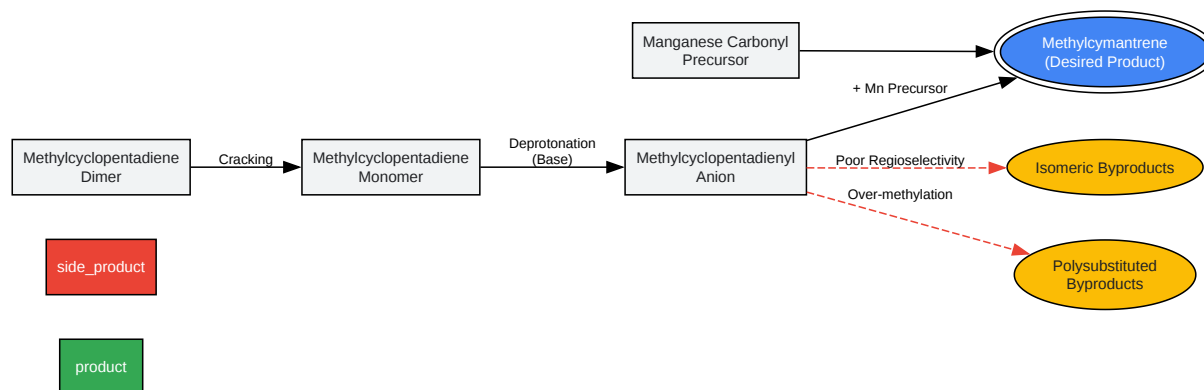 Manganese Carbonyl
Precursor
Methylcymantrene
(Desired Product)
+ Mn Precursor
Methylcyclopentadiene
Dimer
Cracking
Methylcyclopentadiene
Monomer
Deprotonation
(Base)
Methylcyclopentadienyl
Anion
Poor Regioselectivity
Isomeric Byproducts
Over-methylation
Polysubstituted
Byproducts
side_product
product